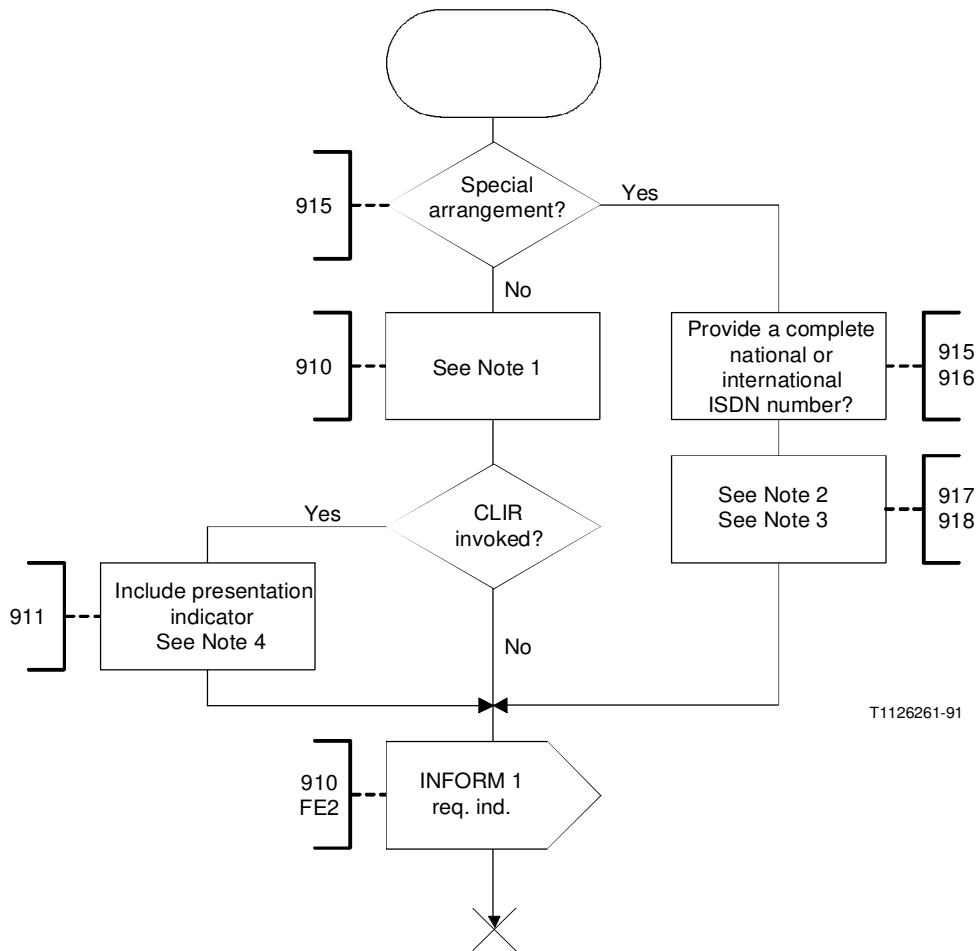 Special
arrangement?
Yes
915
No
See Note 1
910
Provide a complete
national or
international
ISDN number?
915
916
See Note 2
See Note 3
917
918
CLIR
invoked?
Yes
Include presentation
indicator
See Note 4
911
No
T1126261-91
INFORM 1
req. ind.
910
FE2